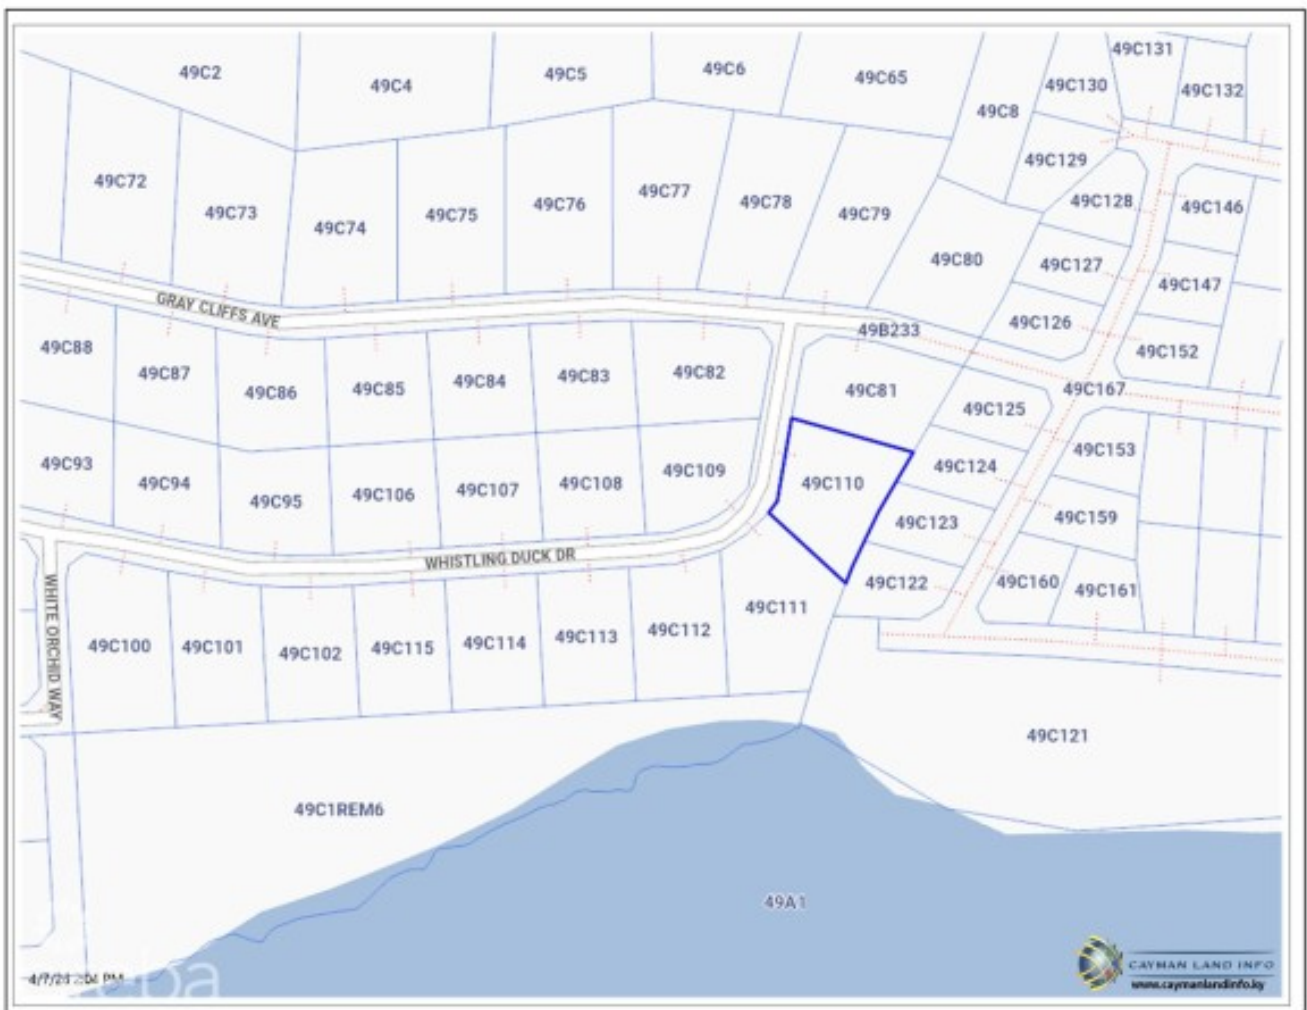 49C2
49C4
49C5
49C6
49C65
49C8
49C130
49C131
49C132
49C129
49C128
49C146
49C72
49C73
49C74
49C75
49C76
49C77
49C78
49C79
49C80
49C127
49C147
49C126
49C152
GRAY CLIFFS AVE
49B233
49C88
49C87
49C86
49C85
49C84
49C83
49C82
49C81
49C167
49C125
49C153
49C93
49C94
49C95
49C106
49C107
49C108
49C109
49C110
49C124
49C123
49C159
WHISTLING DUCK DR
WHITE ORCHID WAY
49C122
49C160
49C161
49C100
49C101
49C102
49C115
49C114
49C113
49C112
49C111
49C121
49C1REM6
49A1
CAYMAN LAND INFO
www.caymanlandinfo.ky